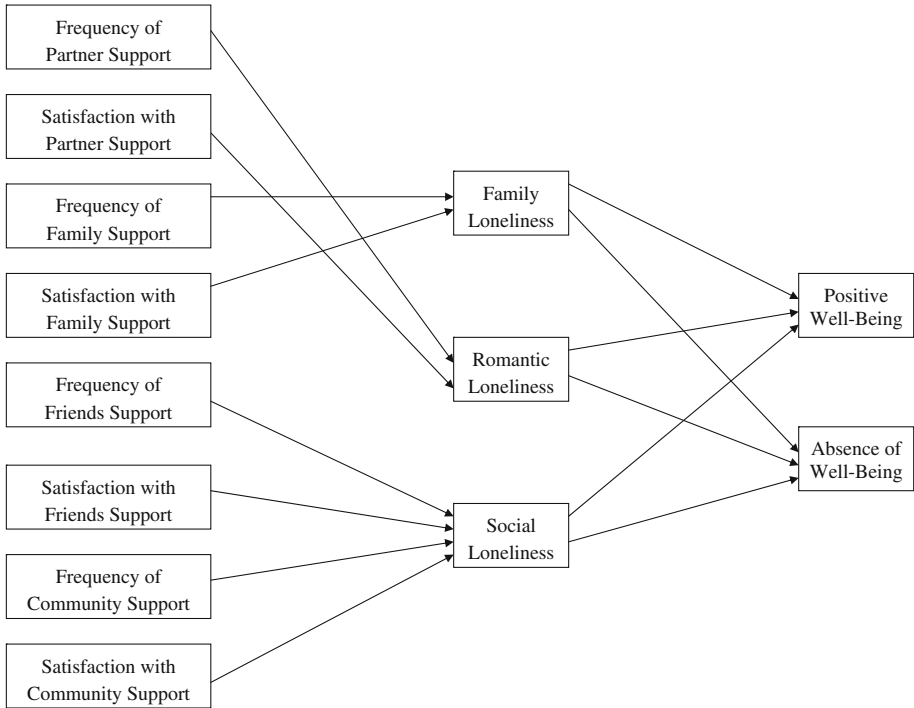 Frequency of
Partner Support
Satisfaction with
Partner Support
Frequency of
Family Support
Satisfaction with
Family Support
Frequency of
Friends Support
Satisfaction with
Friends Support
Frequency of
Community Support
Satisfaction with
Community Support
Family
Loneliness
Romantic
Loneliness
Social
Loneliness
Positive
Well-Being
Absence of
Well-Being